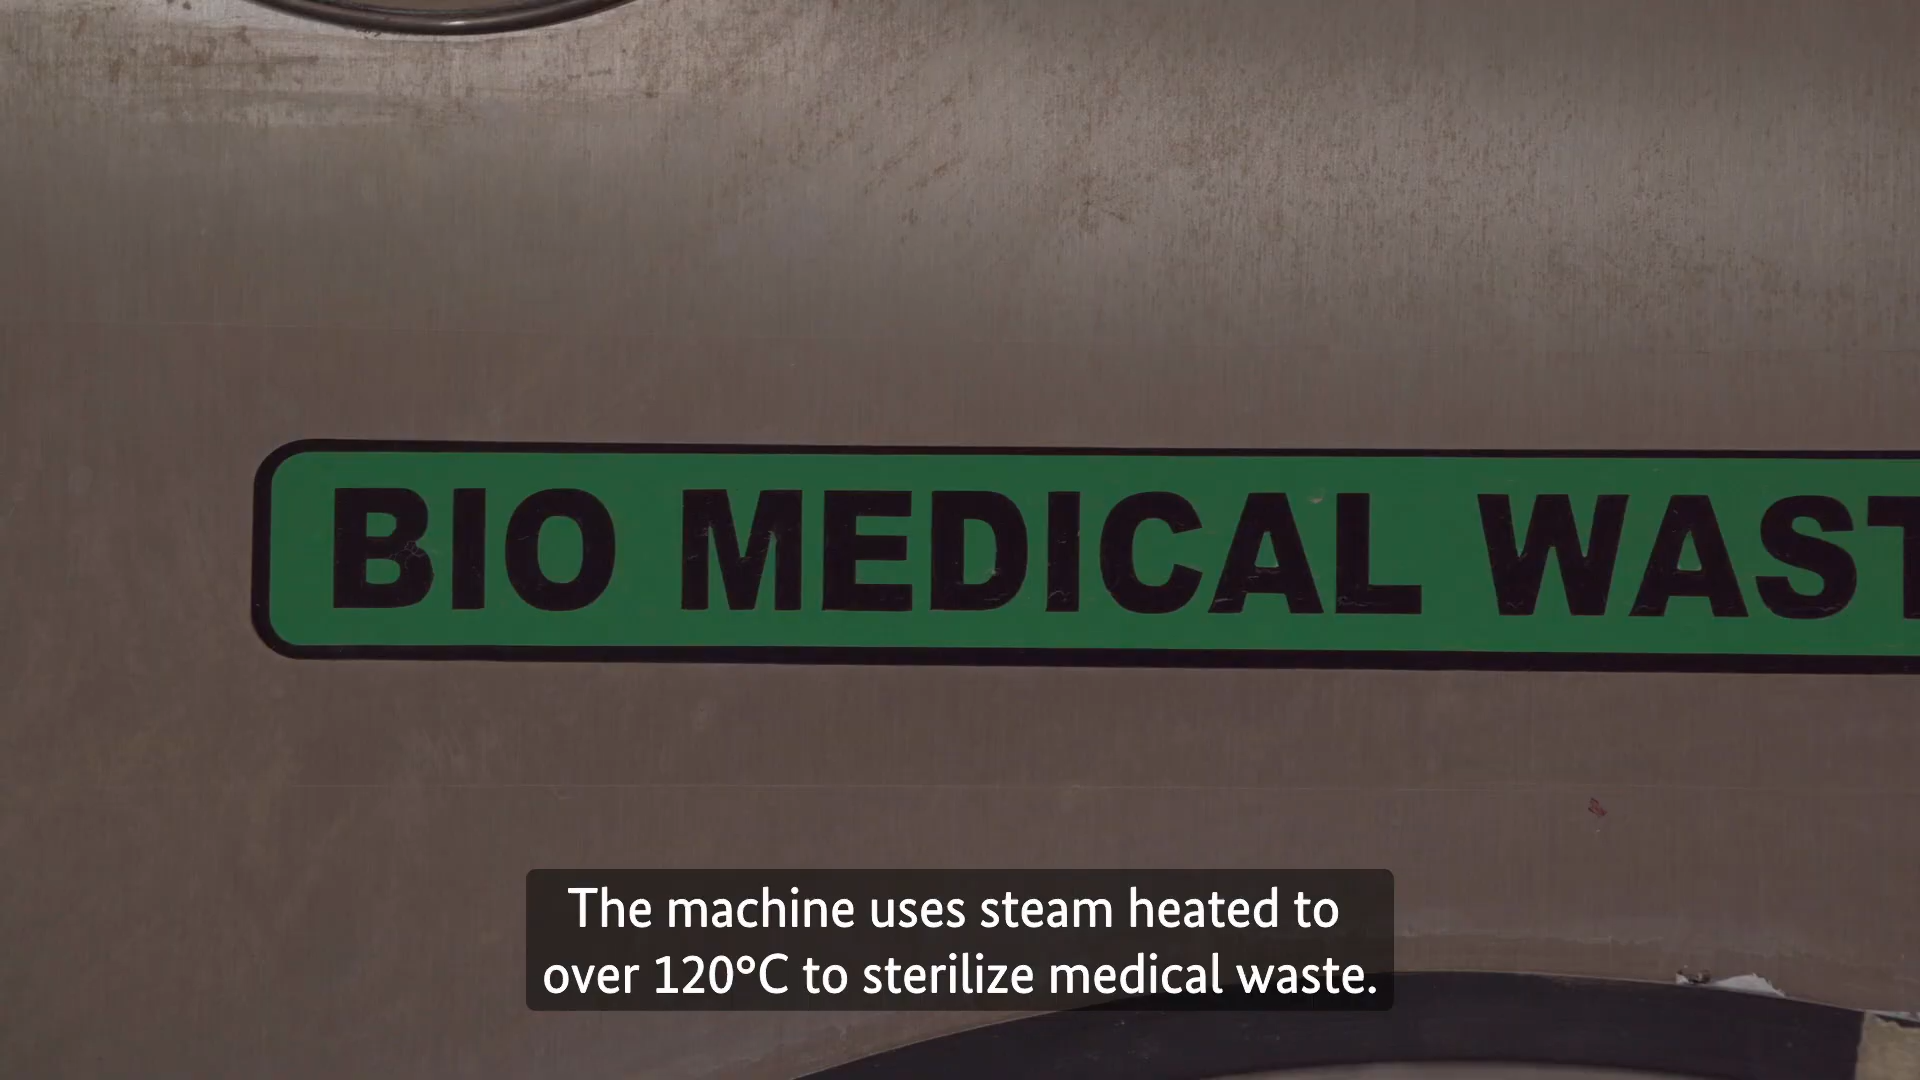 BIO MEDICAL WAST
The machine uses steam heated to
over 120°C to sterilize medical waste.